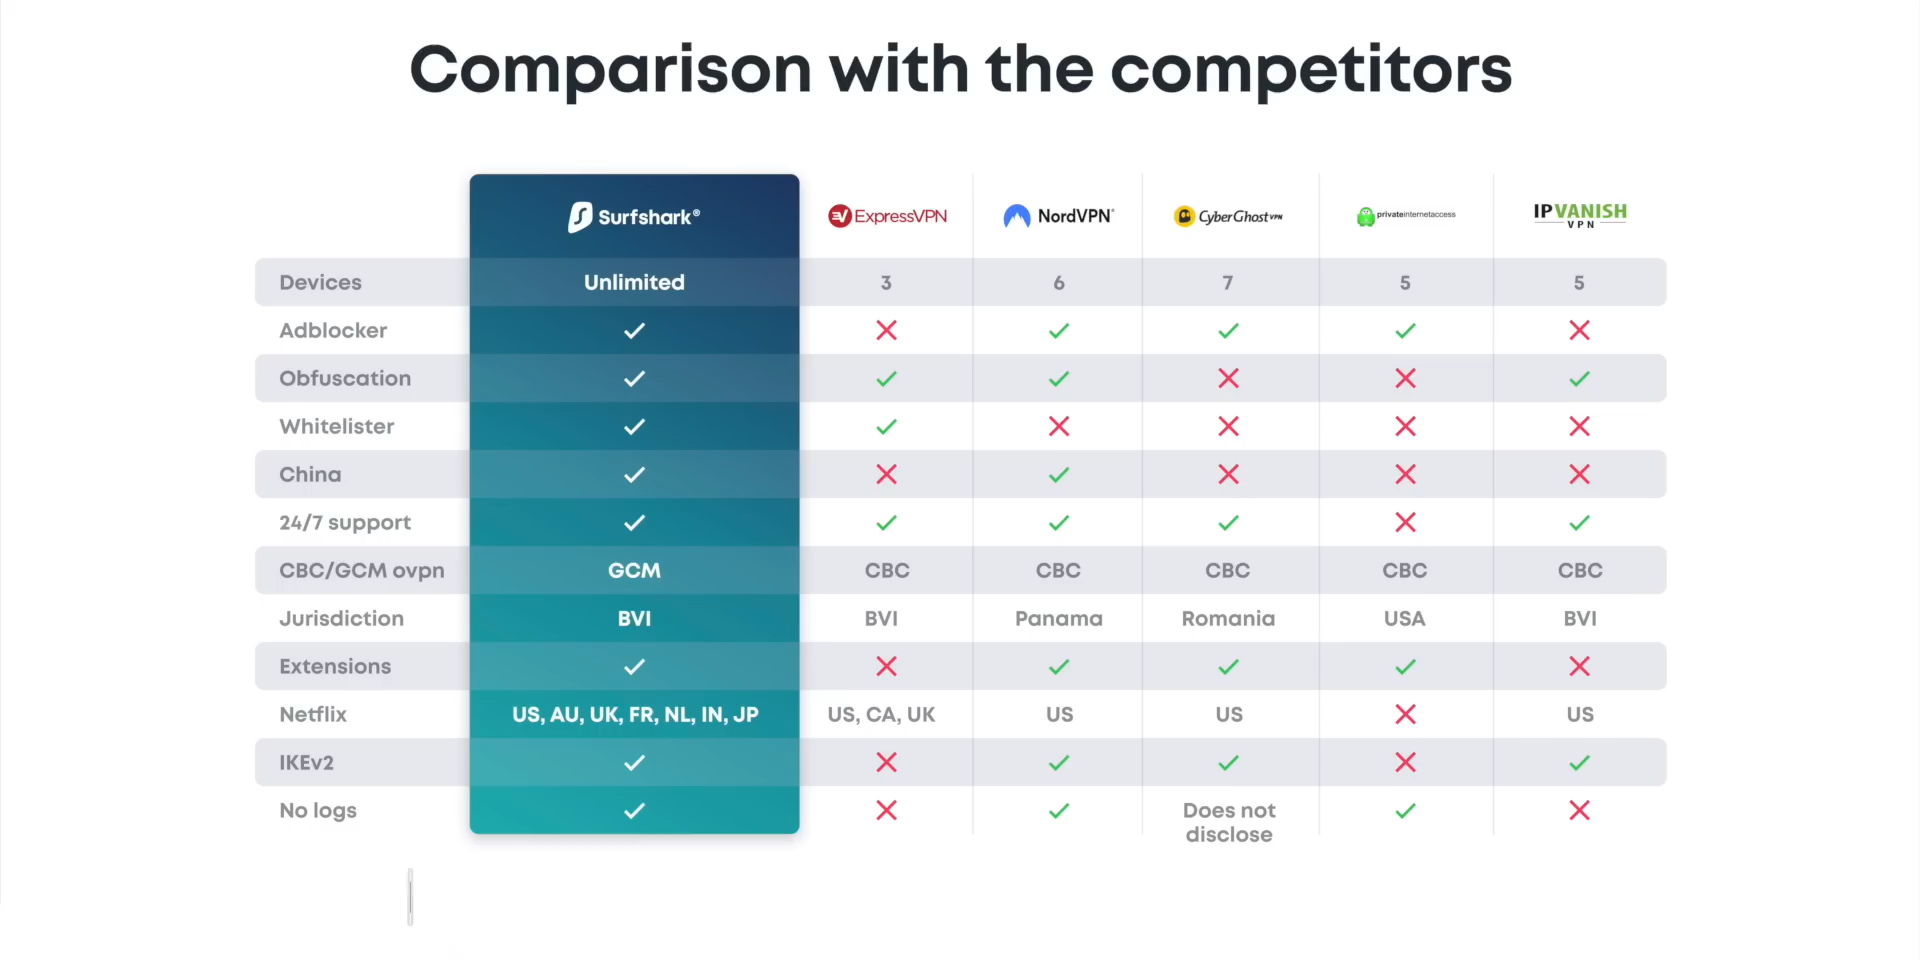 Comparison with the competitors
Surfshark® ExpressVPN NordVPN® CyberGhost VPN privateinternetaccess IPVANISH VPN
Devices Unlimited 3 6 7 5 5
Adblocker
Obfuscation
Whitelister
China
24/7 support
CBC/GCM ovpn GCM CBC CBC CBC CBC CBC
Jurisdiction BVI BVI Panama Romania USA BVI
Extensions
Netflix US, AU, UK, FR, NL, IN, JP US, CA, UK US US US
IKEv2
No logs Does not
disclose